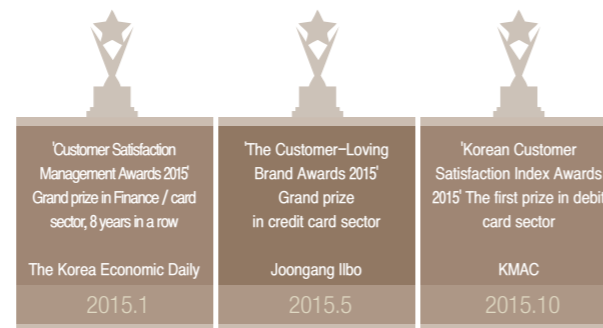 'Customer Satisfaction
Management Awards 2015'
Grand prize in Finance / card
sector, 8 years in a row
The Korea Economic Daily
2015.1
'The Customer-Loving
Brand Awards 2015'
Grand prize
in credit card sector
Joongang Ilbo
2015.5
'Korean Customer
Satisfaction Index Awards
2015' The first prize in debit
card sector
KMAC
2015.10